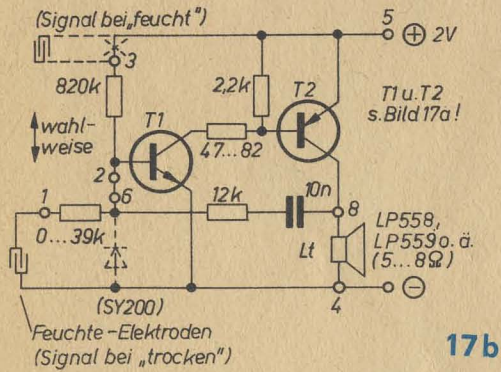 (Signal bei„feucht")
5
⊕ 2V
3
820k
2,2k
T2
T1
T1 u. T2
s. Bild 17a!
wahl-
weise
47...82
2
1
6
12k
10n
8
0...39k
LP558,
LP559 o. ä.
(5...8Ω)
Lt
4
⊖
(SY200)
Feuchte-Elektroden
(Signal bei „trocken")
17b